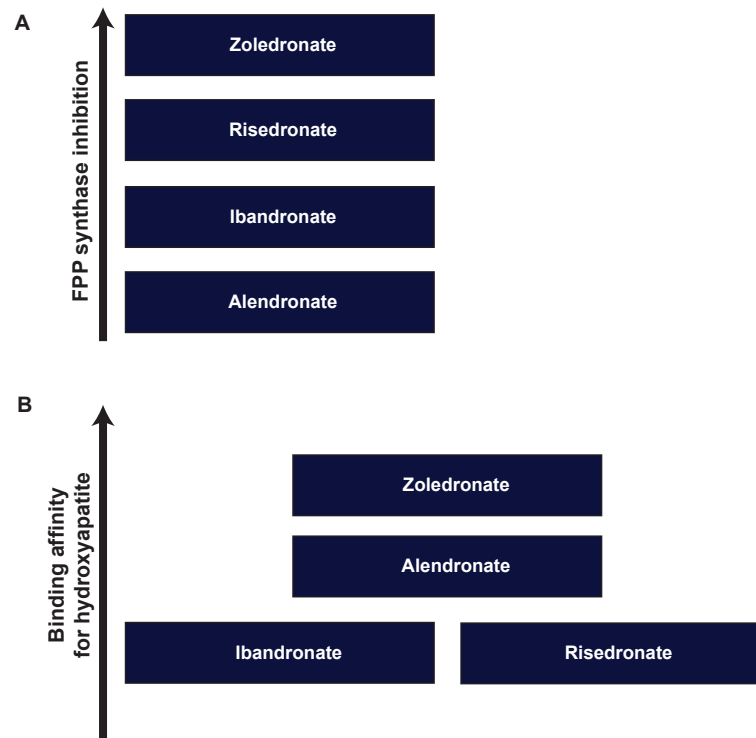 A
FPP synthase inhibition
Zoledronate
Risedronate
Ibandronate
Alendronate
B
Binding affinity
for hydroxyapatite
Zoledronate
Alendronate
Ibandronate
Risedronate